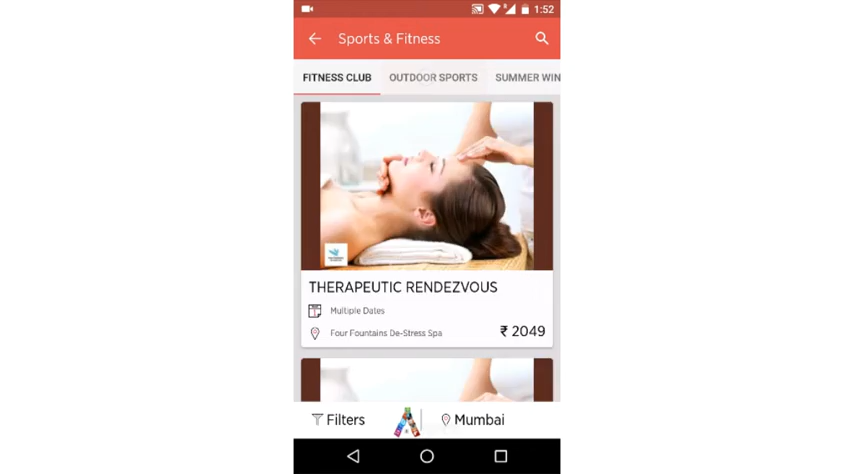 1:52
Sports & Fitness
FITNESS CLUB OUTDOOR SPORTS SUMMER WIN
THERAPEUTIC RENDEZVOUS
Multiple Dates
Four Fountains De-Stress Spa ₹ 2049
Filters Mumbai